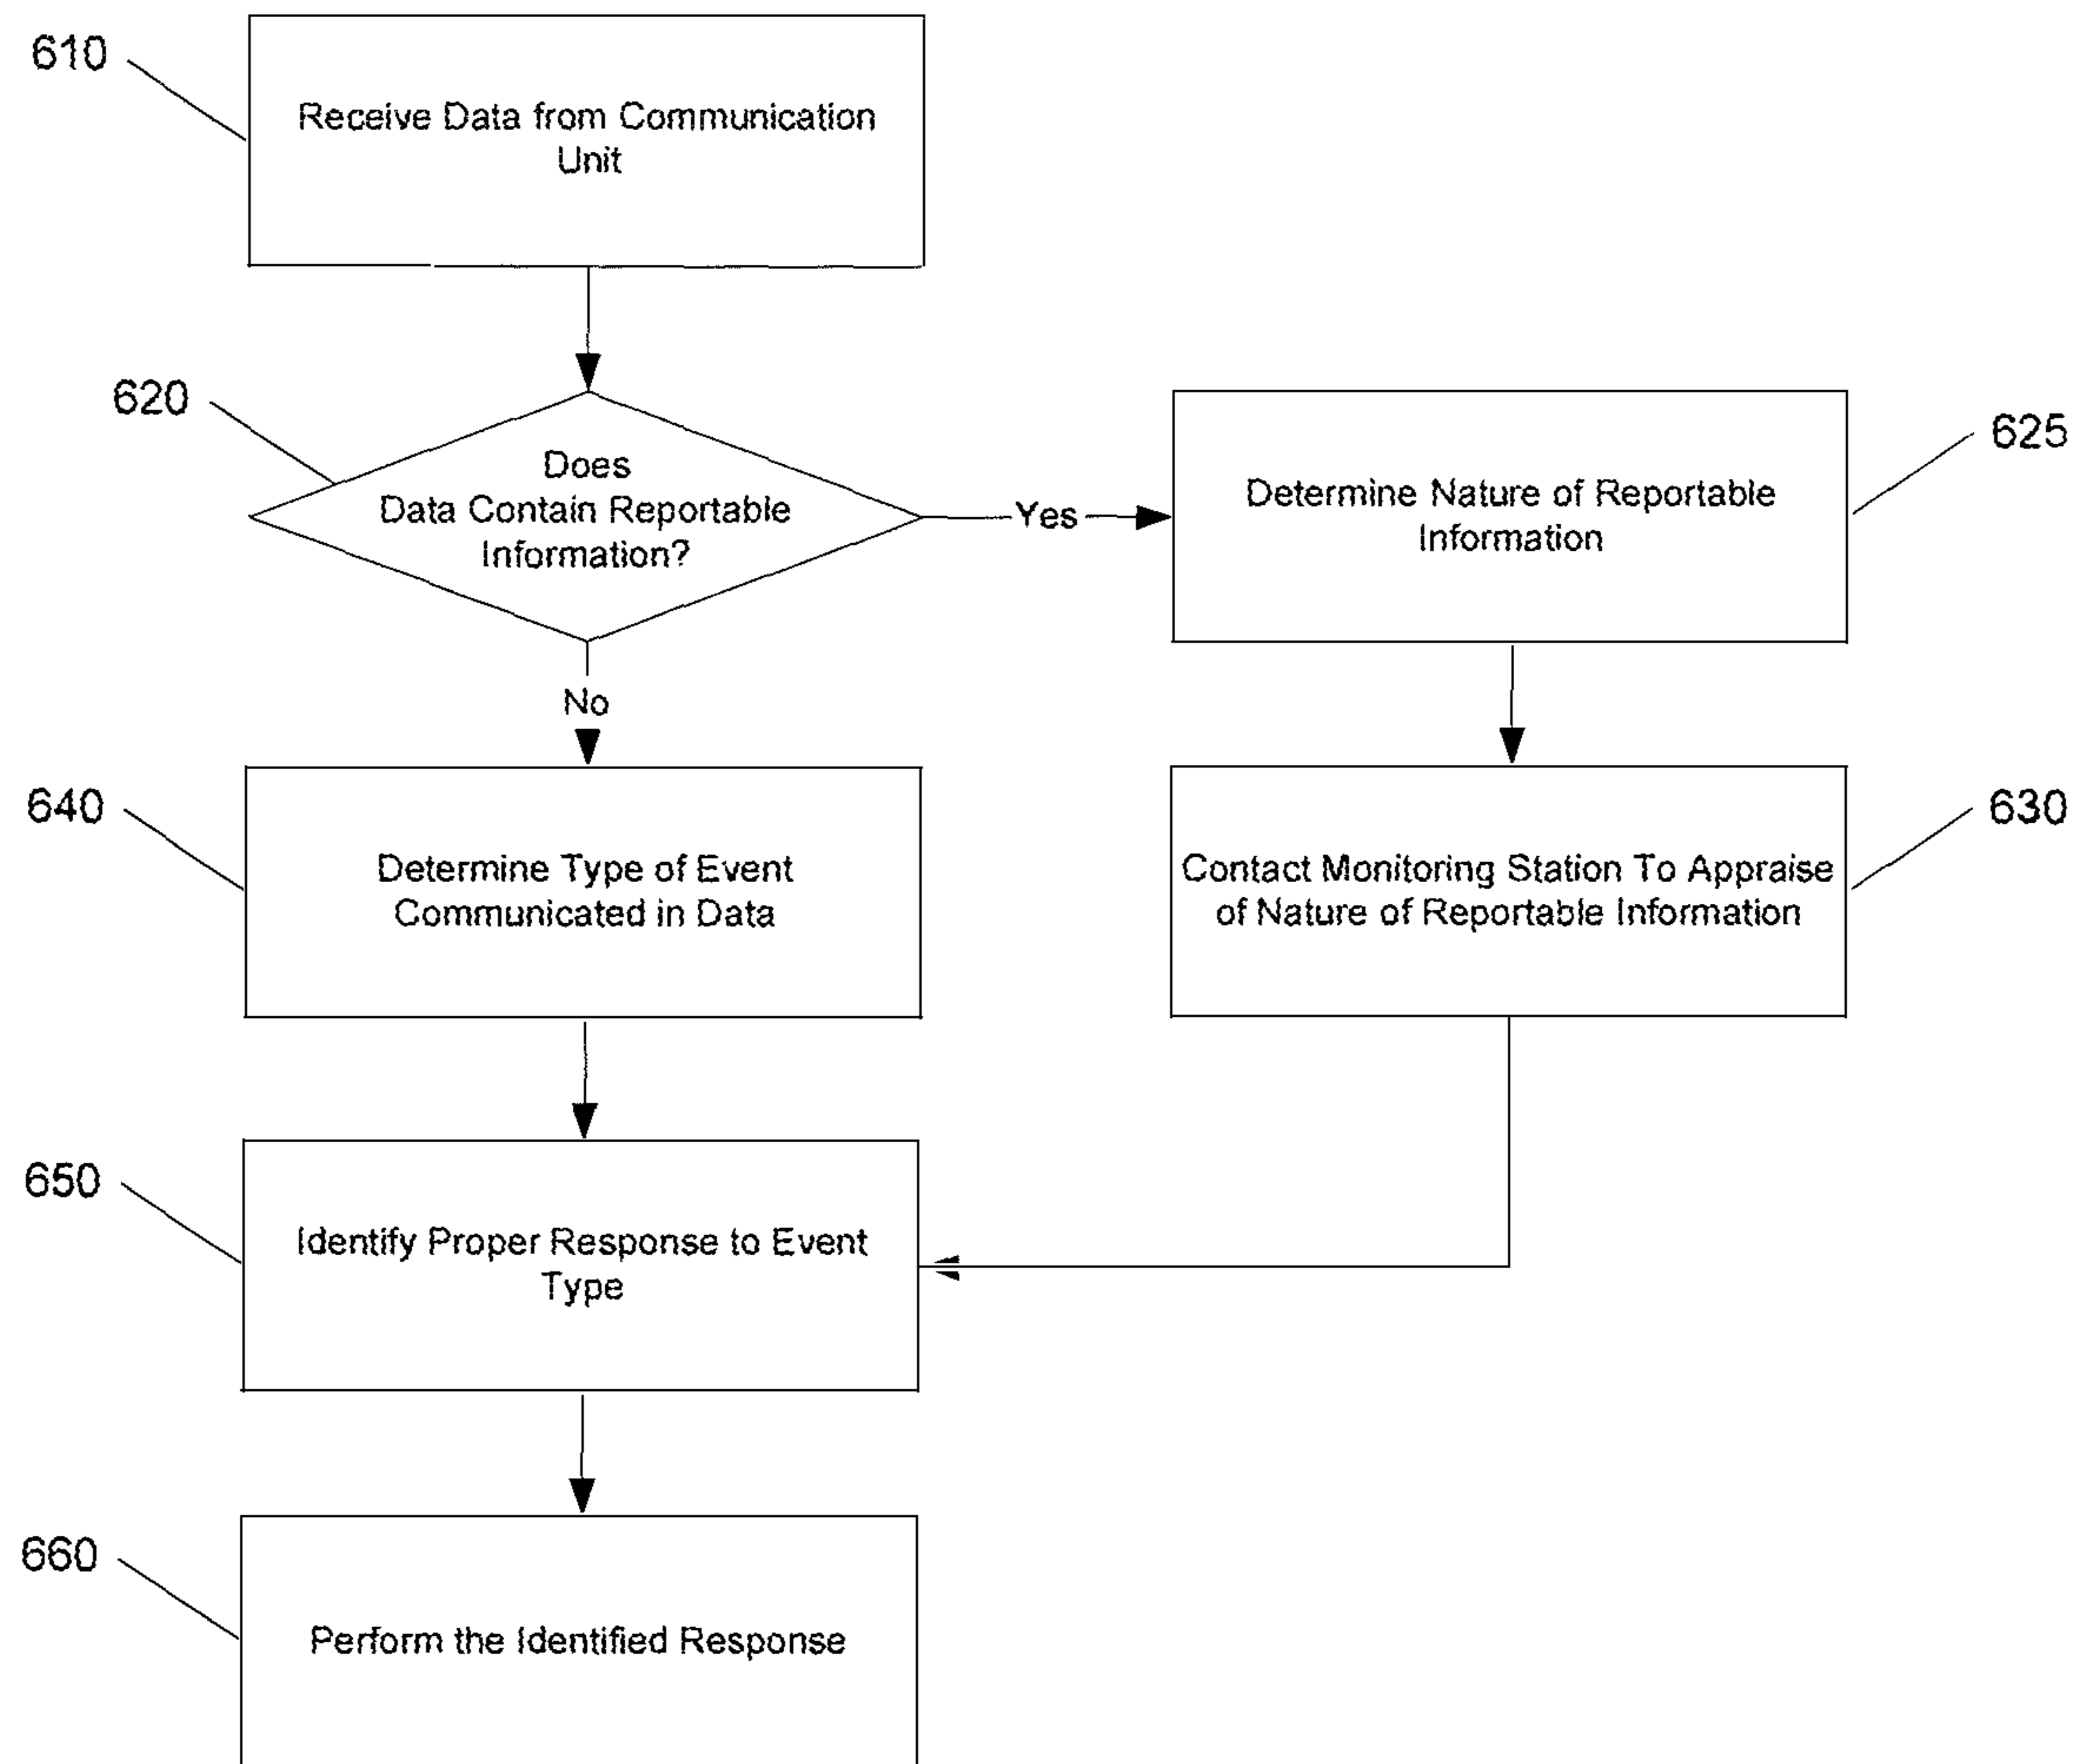 610
Receive Data from Communication
Unit
620
Does
Data Contain Reportable
Information?
Yes
625
Determine Nature of Reportable
Information
No
640
Determine Type of Event
Communicated in Data
630
Contact Monitoring Station To Appraise
of Nature of Reportable Information
650
Identify Proper Response to Event
Type
660
Perform the Identified Response